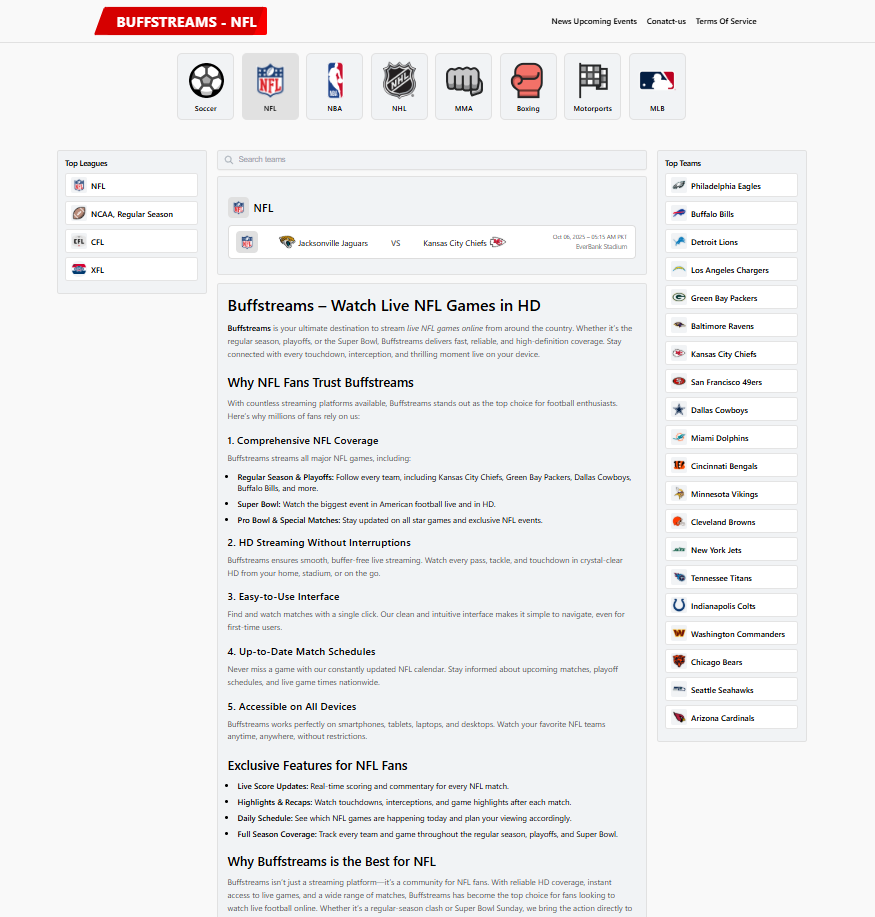 BUFFSTREAMS - NFL
News Upcoming Events Conatct-us Terms Of Service
Soccer
NFL
NBA
NHL
MMA
Boxing
Motorports
MLB
Top Leagues
NFL
NCAA, Regular Season
CFL
XFL
Search teams
NFL
Jacksonville Jaguars VS Kansas City Chiefs
Oct 06, 2025 – 05:15 AM PKT
EverBank Stadium
Buffstreams – Watch Live NFL Games in HD
Buffstreams is your ultimate destination to stream live NFL games online from around the country. Whether it's the
regular season, playoffs, or the Super Bowl, Buffstreams delivers fast, reliable, and high-definition coverage. Stay
connected with every touchdown, interception, and thrilling moment live on your device.
Why NFL Fans Trust Buffstreams
With countless streaming platforms available, Buffstreams stands out as the top choice for football enthusiasts.
Here's why millions of fans rely on us:
1. Comprehensive NFL Coverage
Buffstreams streams all major NFL games, including:
• Regular Season & Playoffs: Follow every team, including Kansas City Chiefs, Green Bay Packers, Dallas Cowboys,
Buffalo Bills, and more.
• Super Bowl: Watch the biggest event in American football live and in HD.
• Pro Bowl & Special Matches: Stay updated on all star games and exclusive NFL events.
2. HD Streaming Without Interruptions
Buffstreams ensures smooth, buffer-free live streaming. Watch every pass, tackle, and touchdown in crystal-clear
HD from your home, stadium, or on the go.
3. Easy-to-Use Interface
Find and watch matches with a single click. Our clean and intuitive interface makes it simple to navigate, even for
first-time users.
4. Up-to-Date Match Schedules
Never miss a game with our constantly updated NFL calendar. Stay informed about upcoming matches, playoff
schedules, and live game times nationwide.
5. Accessible on All Devices
Buffstreams works perfectly on smartphones, tablets, laptops, and desktops. Watch your favorite NFL teams
anytime, anywhere, without restrictions.
Exclusive Features for NFL Fans
• Live Score Updates: Real-time scoring and commentary for every NFL match.
• Highlights & Recaps: Watch touchdowns, interceptions, and game highlights after each match.
• Daily Schedule: See which NFL games are happening today and plan your viewing accordingly.
• Full Season Coverage: Track every team and game throughout the regular season, playoffs, and Super Bowl.
Why Buffstreams is the Best for NFL
Buffstreams isn't just a streaming platform—it's a community for NFL fans. With reliable HD coverage, instant
access to live games, and a wide range of matches, Buffstreams has become the top choice for fans looking to
watch live football online. Whether it's a regular-season clash or Super Bowl Sunday, we bring the action directly to
Top Teams
Philadelphia Eagles
Buffalo Bills
Detroit Lions
Los Angeles Chargers
Green Bay Packers
Baltimore Ravens
Kansas City Chiefs
San Francisco 49ers
Dallas Cowboys
Miami Dolphins
Cincinnati Bengals
Minnesota Vikings
Cleveland Browns
New York Jets
Tennessee Titans
Indianapolis Colts
Washington Commanders
Chicago Bears
Seattle Seahawks
Arizona Cardinals